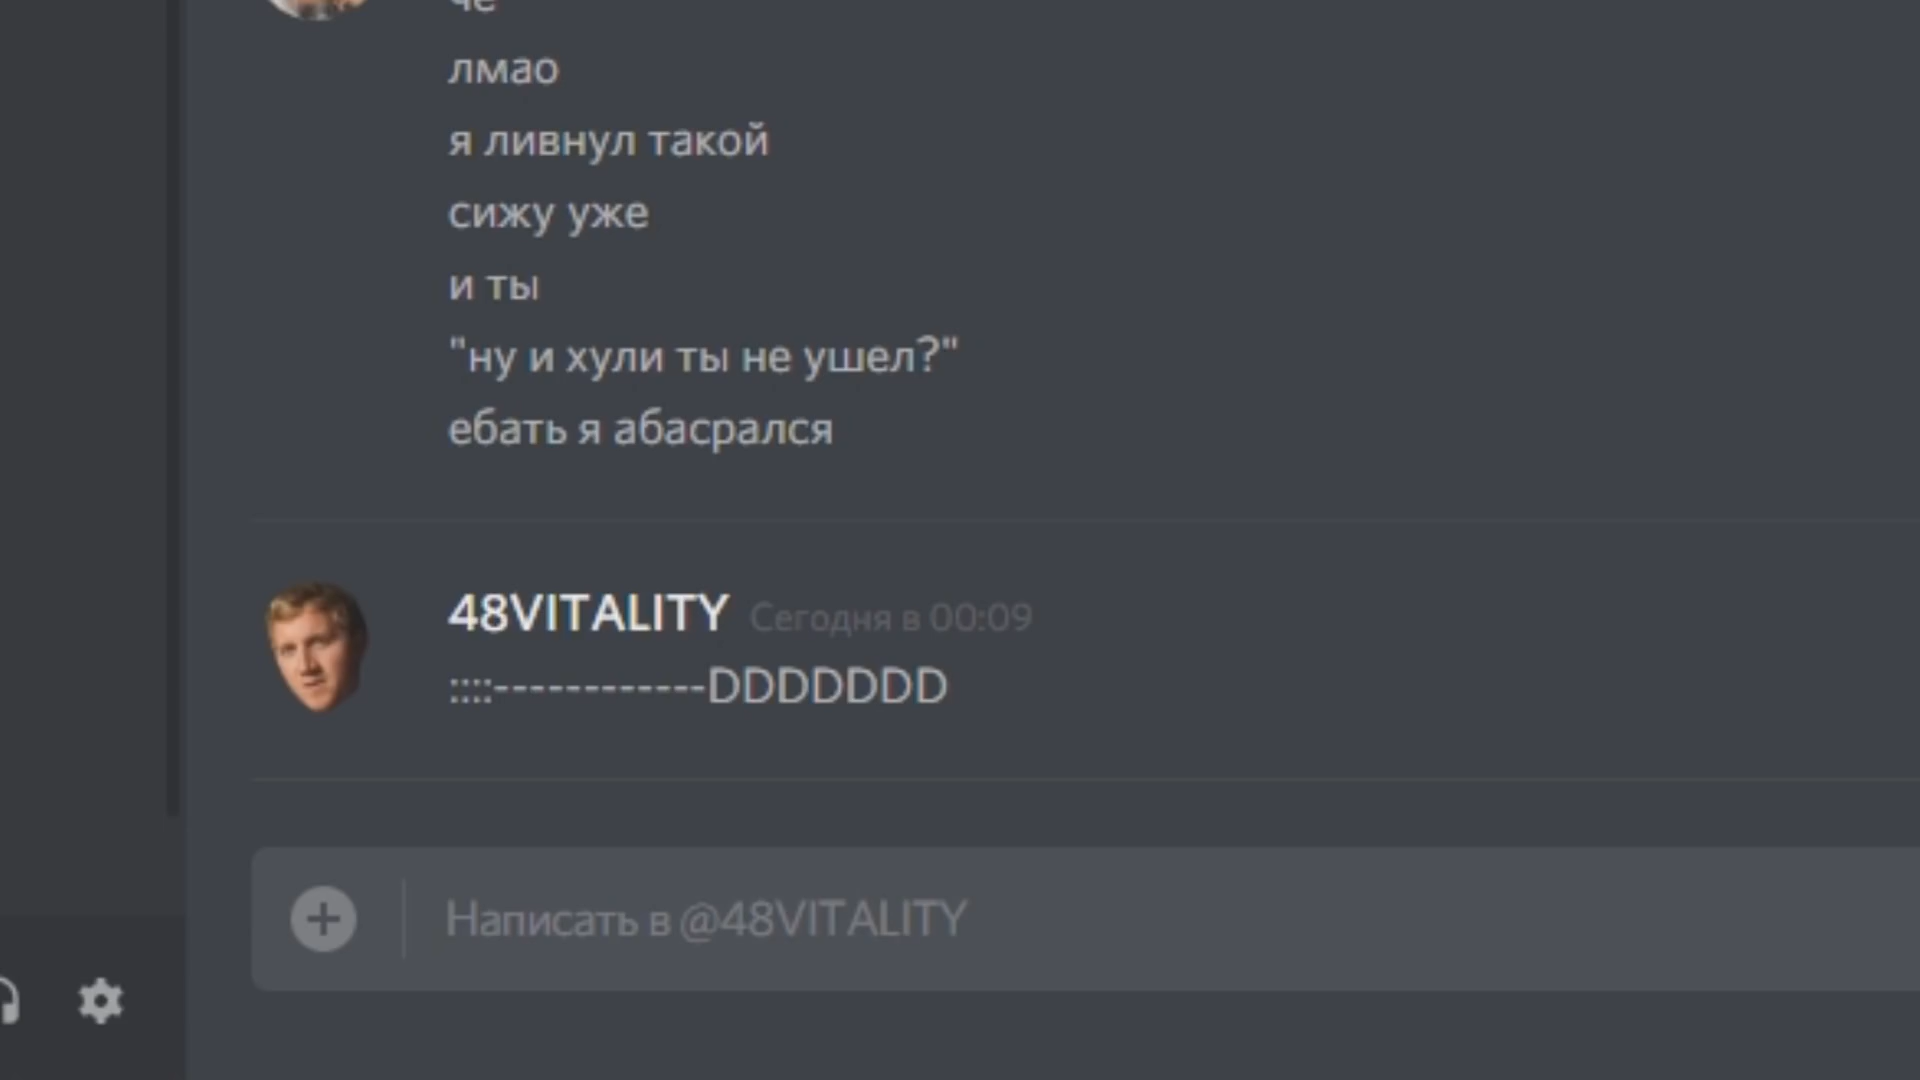 че
лмао
я ливнул такой
сижу уже
и ты
"ну и хули ты не ушел?"
ебать я абасрался
48VITALITY Сегодня в 00:09
::::------------DDDDDDD
Написать в @48VITALITY